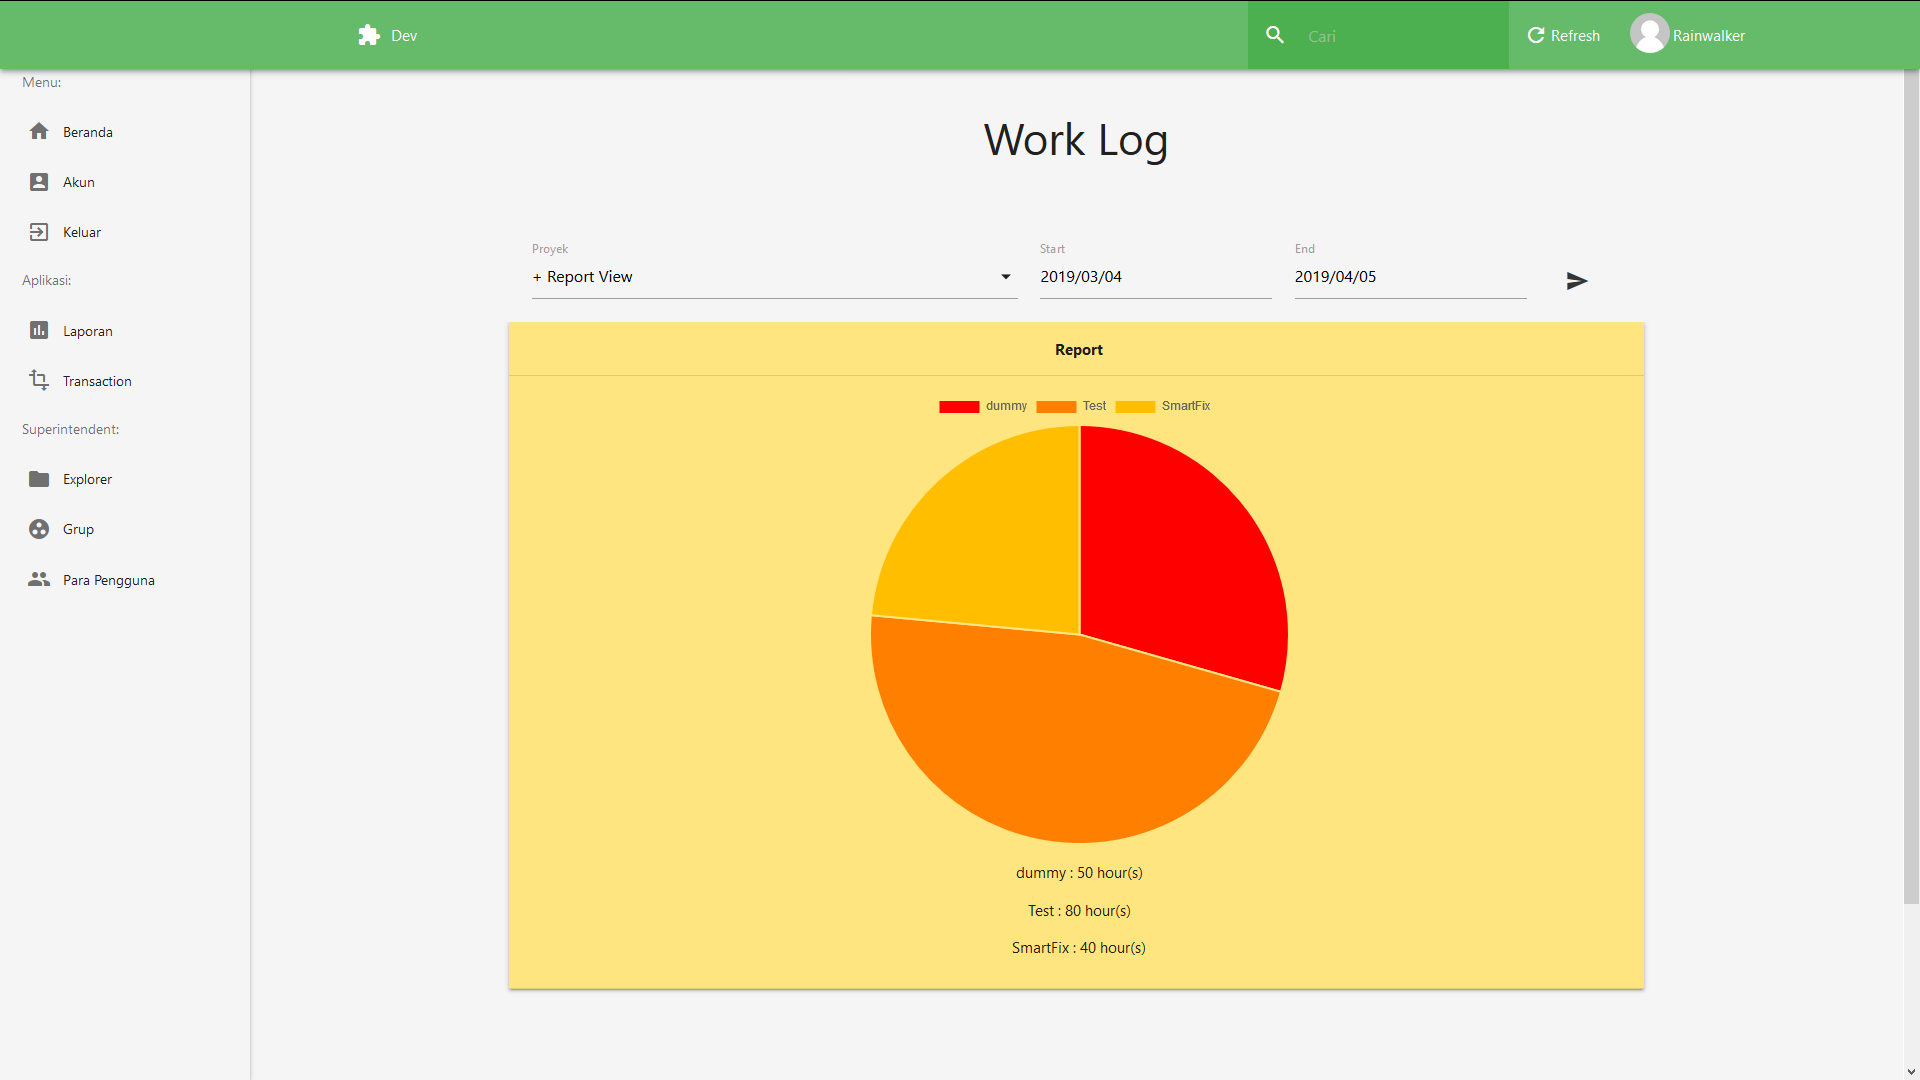 Dev
Cari
Refresh
Rainwalker
Menu:
Beranda
Akun
Keluar
Aplikasi:
Laporan
Transaction
Superintendent:
Explorer
Grup
Para Pengguna
Work Log
Proyek
+ Report View
Start
2019/03/04
End
2019/04/05
Report
dummy Test SmartFix
dummy : 50 hour(s)
Test : 80 hour(s)
SmartFix : 40 hour(s)